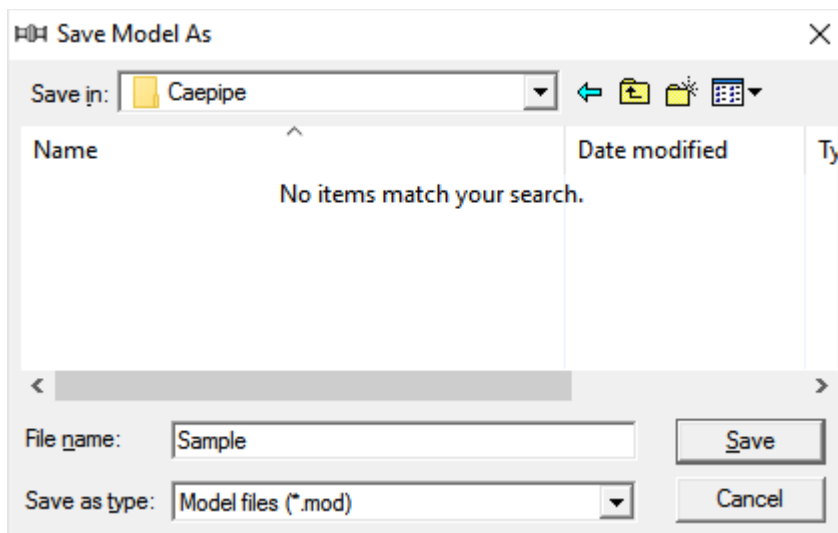 Save Model As
Save in: Caepipe
Name Date modified Ty
No items match your search.
File name: Sample Save
Save as type: Model files (*.mod) Cancel